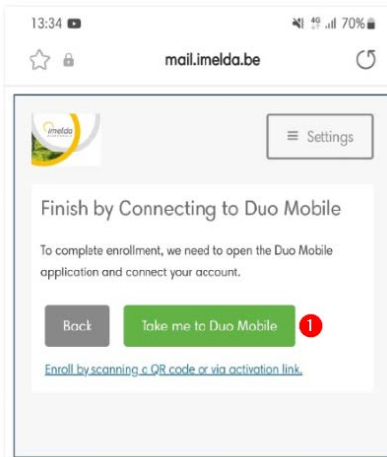 13:34 4G 70%
mail.imelda.be
imelda
≡ Settings
Finish by Connecting to Duo Mobile
To complete enrollment, we need to open the Duo Mobile
application and connect your account.
Back Take me to Duo Mobile 1
Enroll by scanning a QR code or via activation link.